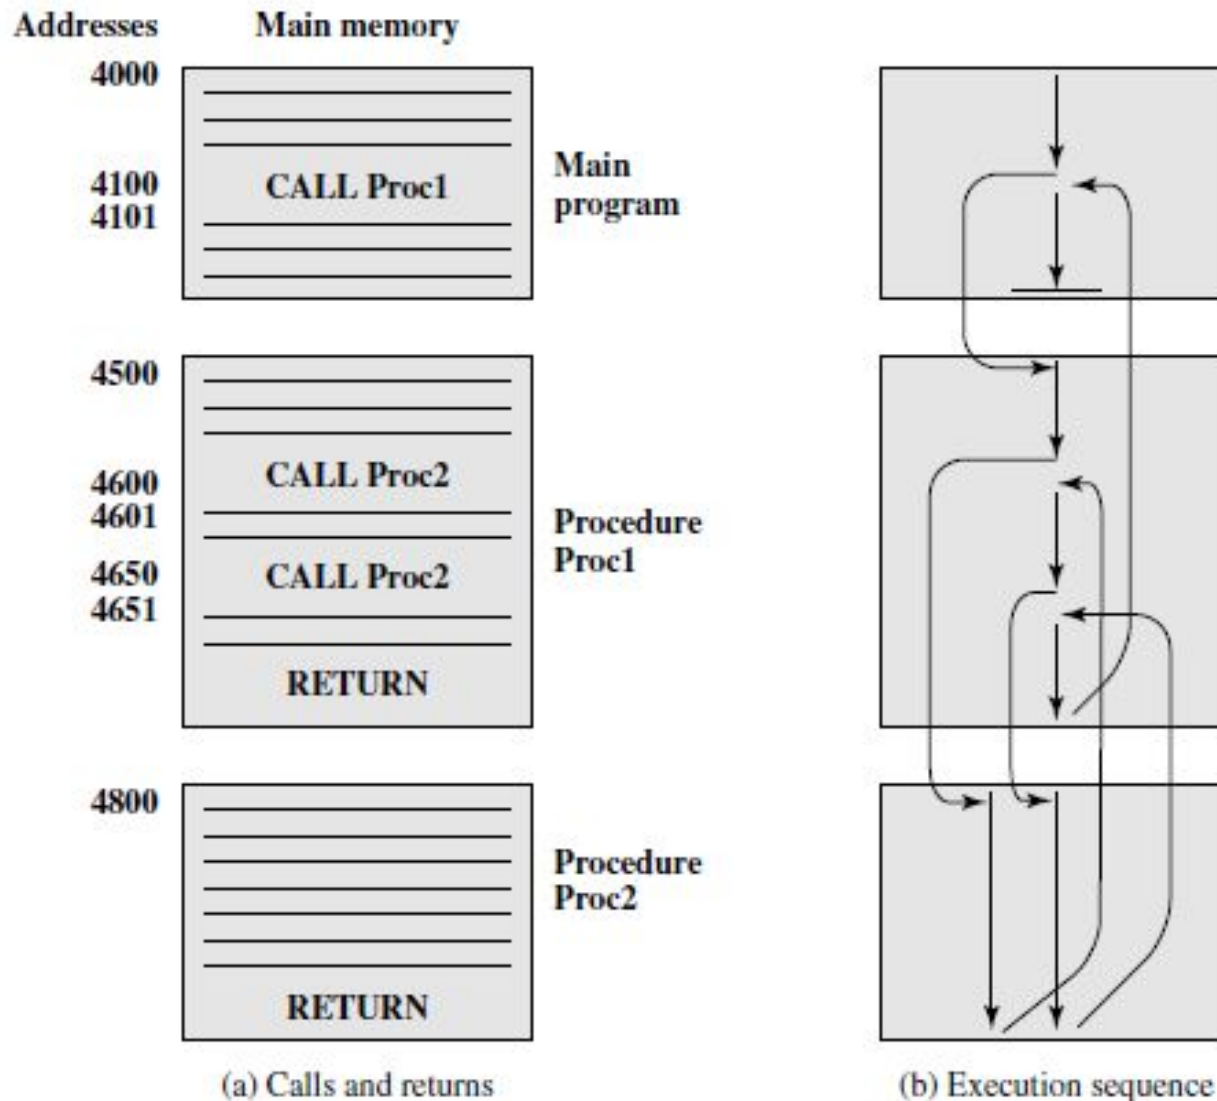 Addresses Main memory
4000
4100 CALL Proc1
4101
Main
program
4500
4600 CALL Proc2
4601
4650 CALL Proc2
4651
RETURN
Procedure
Proc1
4800
RETURN
Procedure
Proc2
(a) Calls and returns
(b) Execution sequence